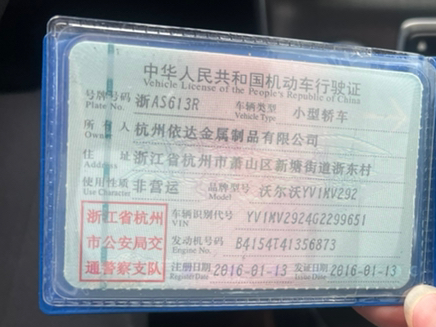 中华人民共和国机动车行驶证
Vehicle License of the People's Republic of China
号牌号码 浙AS613R 车辆类型 小型轿车
Plate No. Vehicle Type
所有人 杭州依达金属制品有限公司
Owner
住址 浙江省杭州市萧山区新塘街道浙东村
Address
使用性质 非营运 品牌型号 沃尔沃YV1MV292
Use Character Model
浙江省杭州
市公安局交
通警察支队
车辆识别代号 YV1MV2924G2299651
VIN
发动机号码 B4154T41356873
Engine No.
注册日期 2016-01-13 发证日期 2016-01-13
Register Date Issue Date